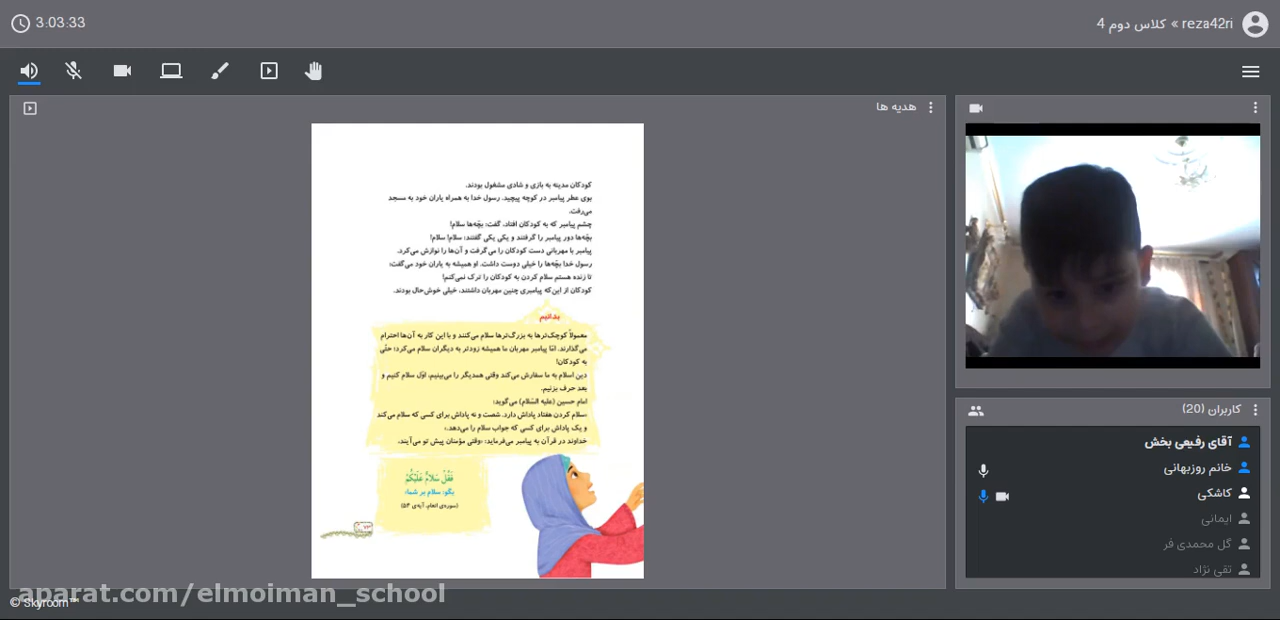 3:03:33
reza42ri » کلاس دوم 4
هدیه ها
کودکان مدینه به بازی و شادی مشغول بودند.
بوی عطر پیامبر در کوچه پیچید. رسول خدا به همراه یاران خود به مسجد
می‌رفت.
چشم پیامبر که به کودکان افتاد، گفت: بچّه‌ها سلام!
بچّه‌ها دور پیامبر را گرفتند و یکی یکی گفتند: سلام! سلام!
پیامبر با مهربانی دست کودکان را می‌گرفت و آن‌ها را نوازش می‌کرد.
رسول خدا بچّه‌ها را خیلی دوست داشت. او همیشه به یاران خود می‌گفت:
تا زنده هستم سلام کردن به کودکان را ترک نمی‌کنم!
کودکان از این‌که پیامبری چنین مهربان داشتند، خیلی خوش‌حال بودند.
بدانیم
معمولاً کوچک‌ترها به بزرگ‌ترها سلام می‌کنند و با این کار به آن‌ها احترام
می‌گذارند. امّا پیامبر مهربان ما همیشه زودتر به دیگران سلام می‌کرد؛ حتّی
به کودکان!
دین اسلام به ما سفارش می‌کند وقتی همدیگر را می‌بینیم، اوّل سلام کنیم و
بعد حرف بزنیم.
امام حسین (علیه السّلام) می‌گوید:
«سلام کردن هفتاد پاداش دارد. شصت و نه پاداش برای کسی که سلام می‌کند
و یک پاداش برای کسی که جواب سلام را می‌دهد.»
خداوند در قرآن به پیامبر می‌فرماید: «وقتی مؤمنان پیش تو می‌آیند،
فَقُلْ سَلامٌ عَلَیْکُمْ
بگو: سلام بر شما»
(سوره‌ی انعام، آیه‌ی ۵۴)
۷۳
کاربران (20)
آقای رفیعی بخش
خانم روزبهانی
کاشکی
ایمانی
گل محمدی فر
تقی نژاد
aparat.com/elmoiman_school
© Skyroom™